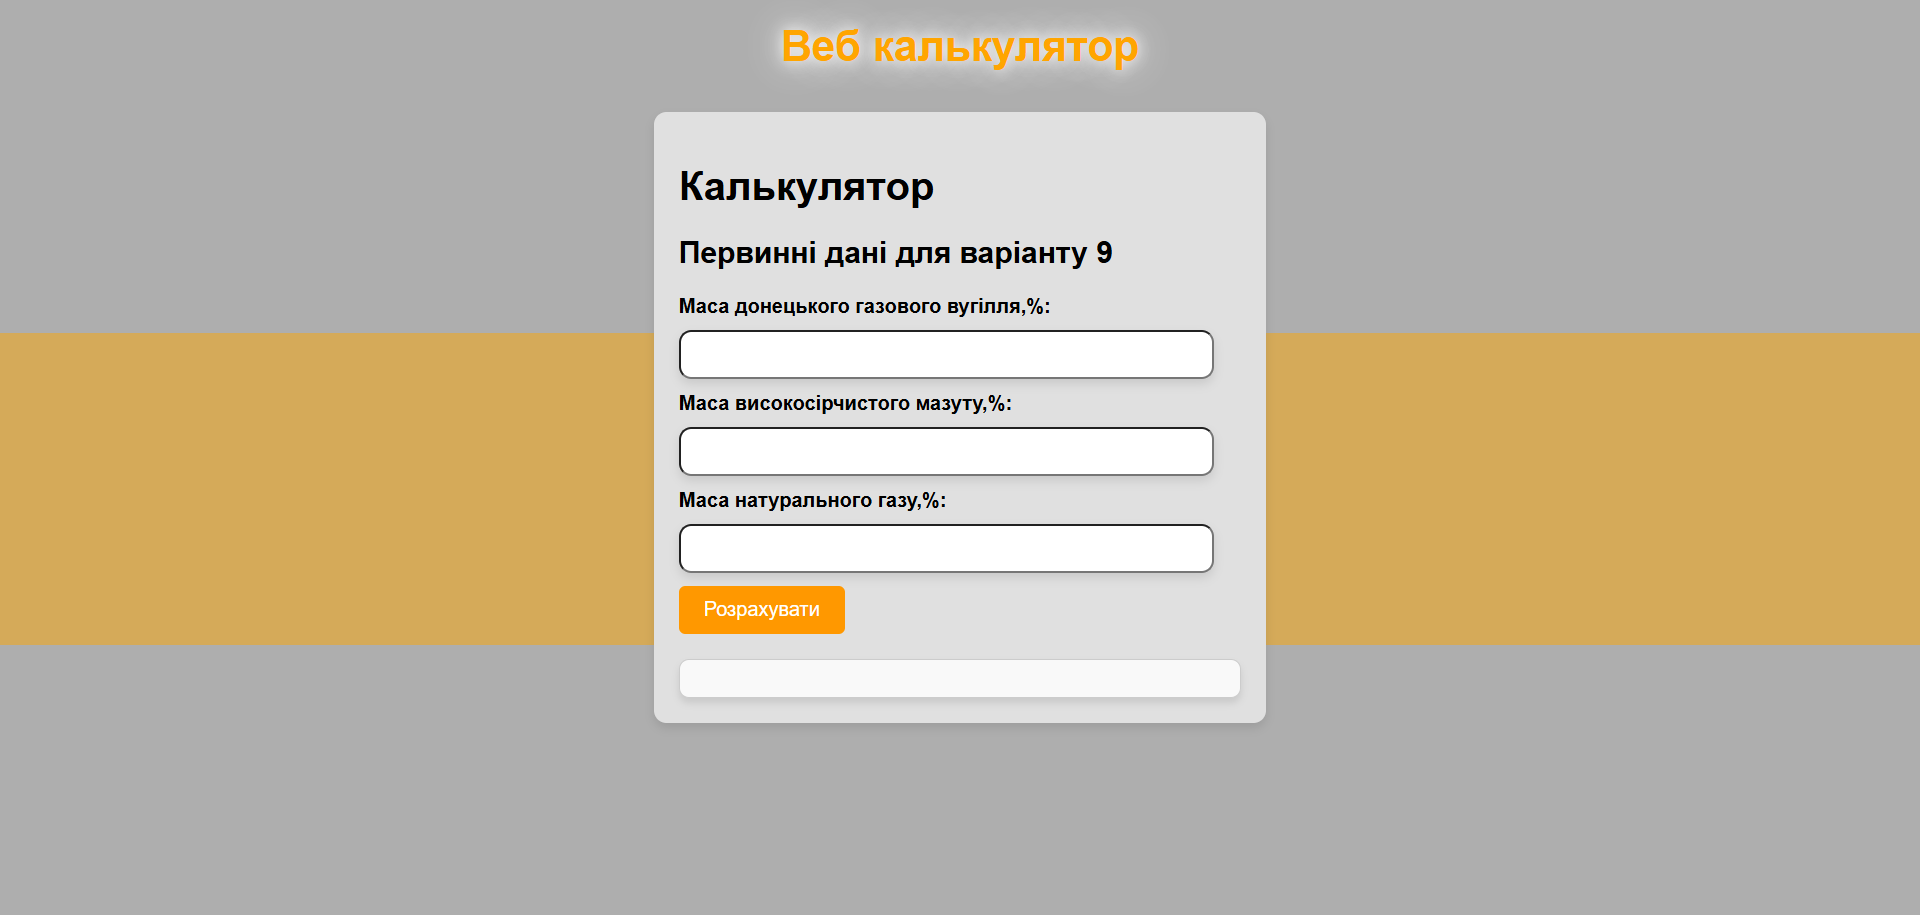 Веб калькулятор
Калькулятор
Первинні дані для варіанту 9
Маса донецького газового вугілля,%:
Маса високосірчистого мазуту,%:
Маса натурального газу,%:
Розрахувати